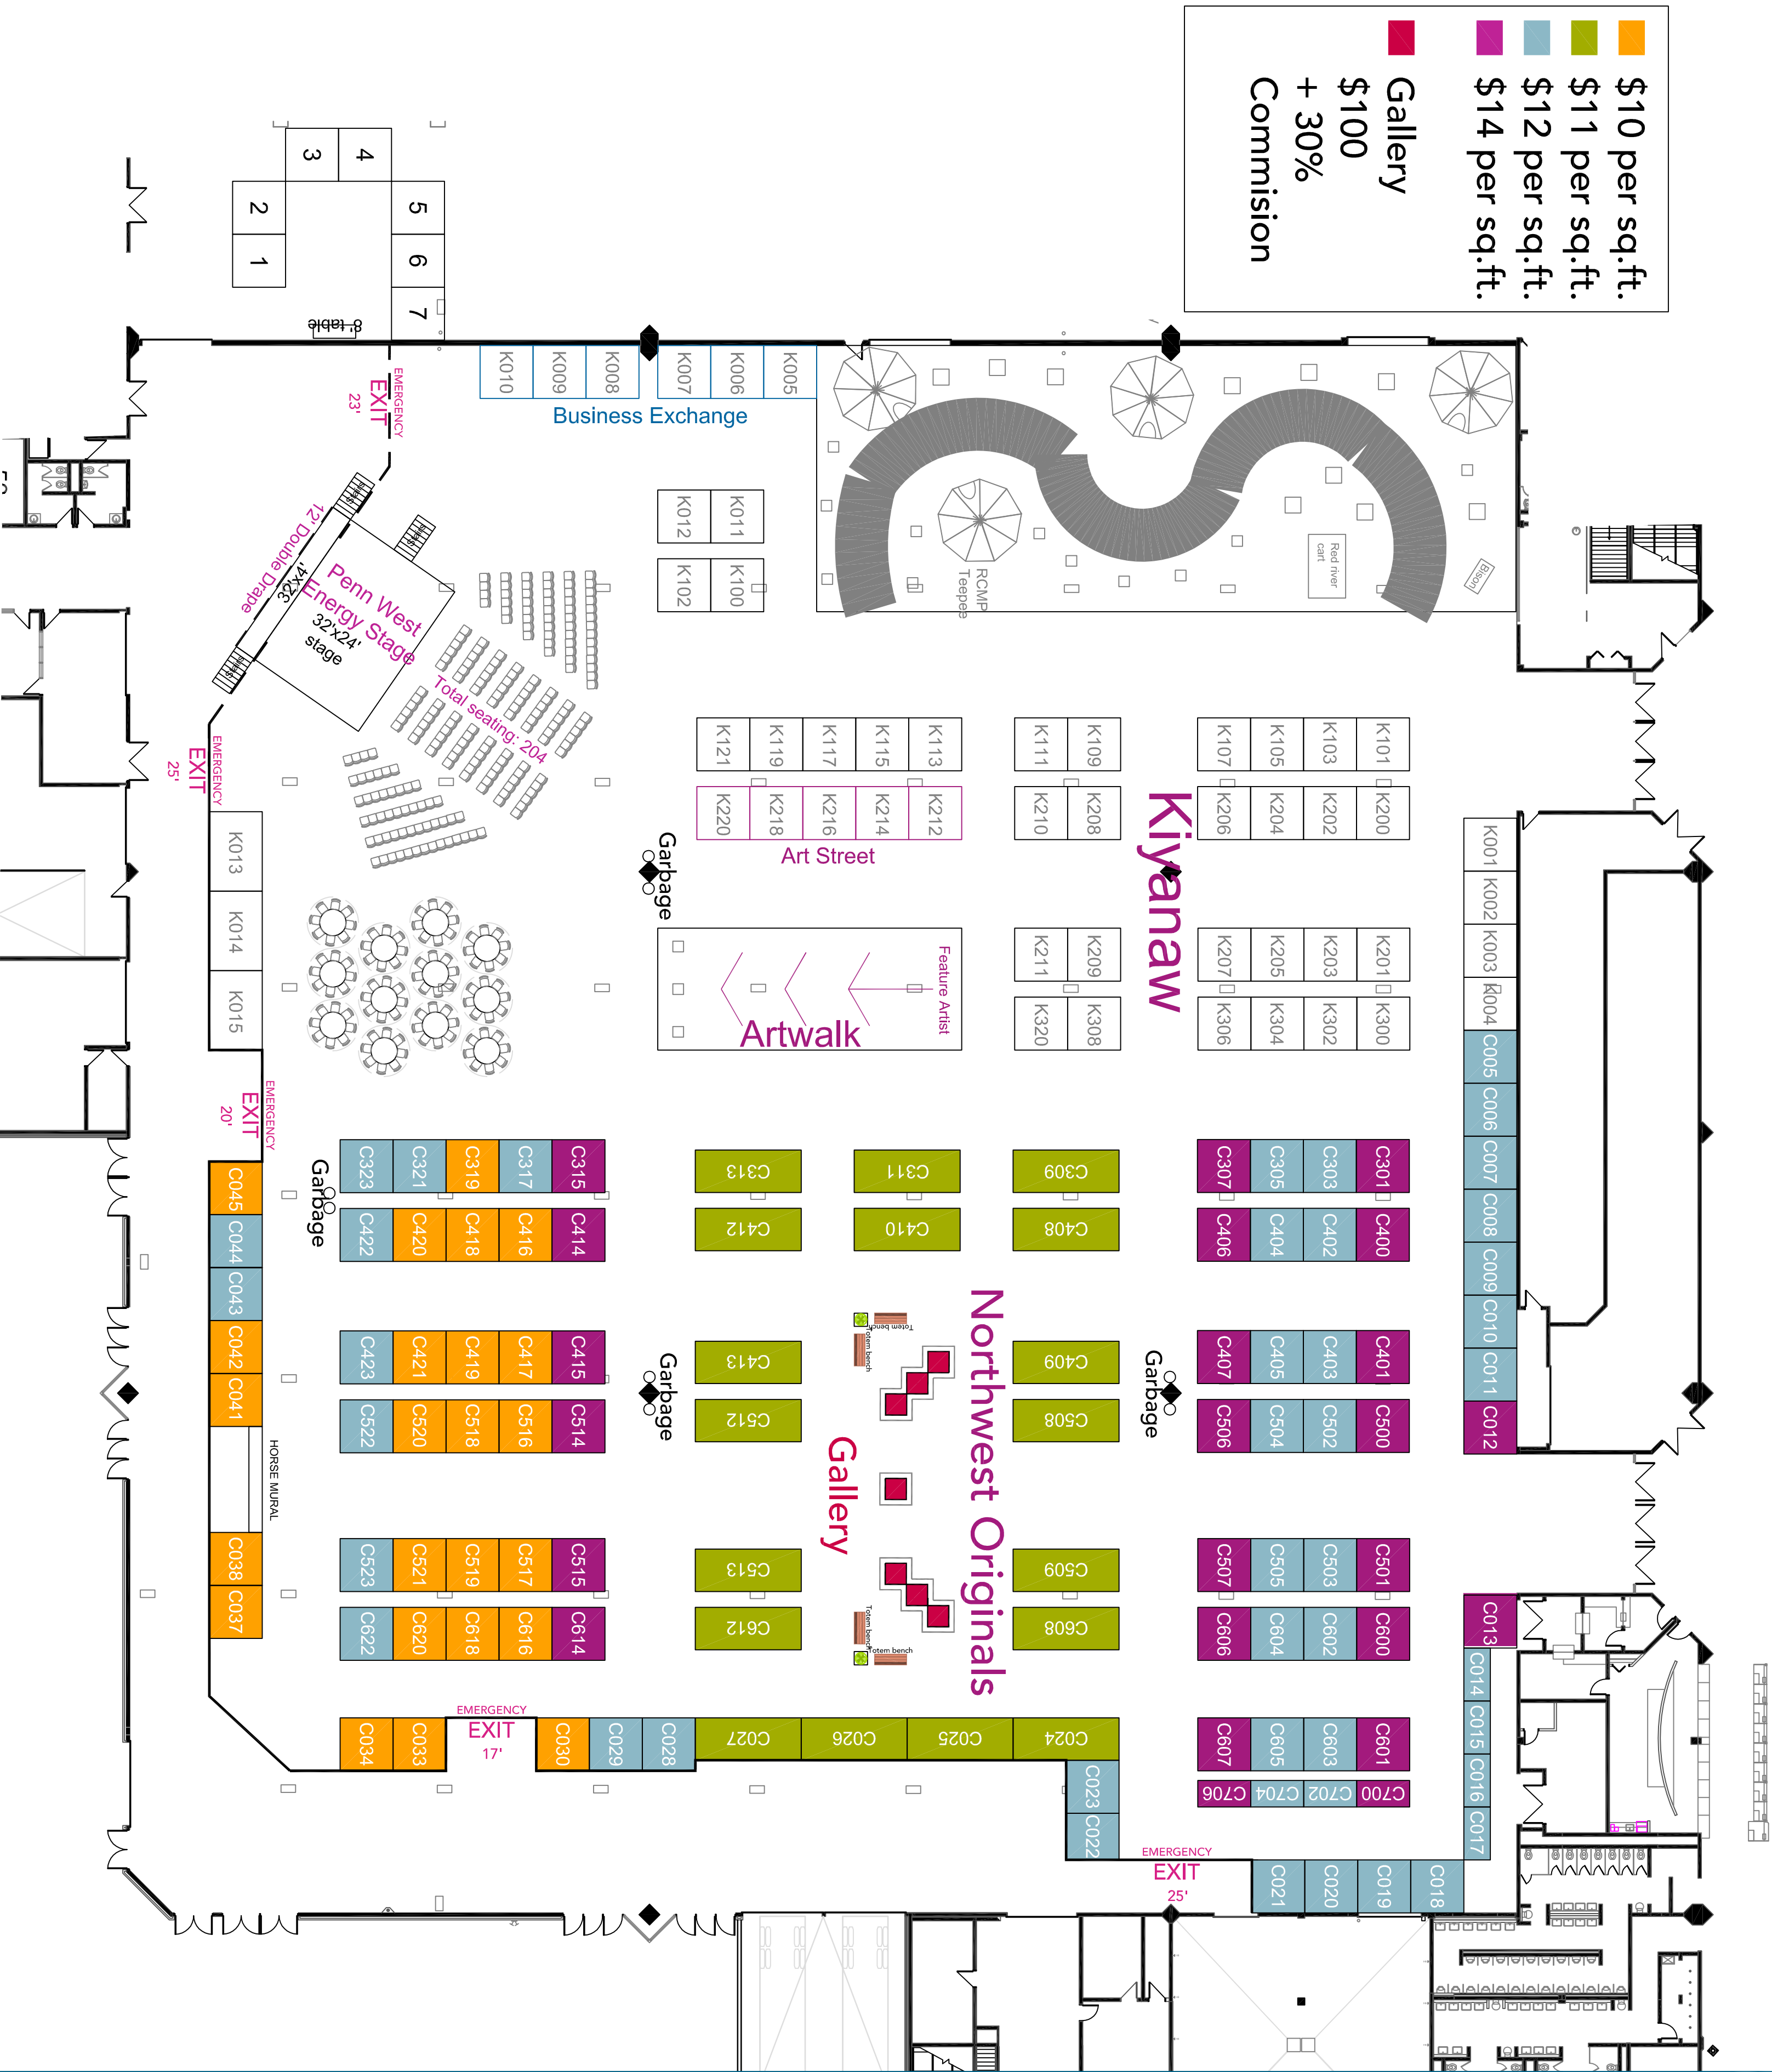 $10 per sq.ft.
$11 per sq.ft.
$12 per sq.ft.
$14 per sq.ft.
Gallery
$100
+ 30%
Commision
3
4
2
5
1
6
7
8' table
EMERGENCY
EXIT
23'
K010
K009
K008
K007
K006
K005
Business Exchange
K012
K011
K102
K100
RCMP
Teepee
Red river
cart
Bison
12' Double Drape
32'x4'
Penn West
Energy Stage
32'x24'
stage
Total seating: 204
EMERGENCY
EXIT
25'
K121
K119
K117
K115
K113
K111
K109
K107
K105
K103
K101
K220
K218
K216
K214
K212
K210
K208
K206
K204
K202
K200
Art Street
Kiyanaw
Garbage
K013
K014
K015
K001
K002
K003
K004
Feature Artist
Artwalk
K211
K209
K207
K205
K203
K201
K320
K308
K306
K304
K302
K300
EMERGENCY
EXIT
20'
C005
C006
C007
C008
C009
C010
C011
C012
Garbage
C323
C321
C319
C317
C315
C313
C311
C309
C307
C305
C303
C301
C422
C420
C418
C416
C414
C412
C410
C408
C406
C404
C402
C400
C045
C044
C043
C042
C041
HORSE MURAL
C038
C037
Northwest Originals
Totem bench
Totem bench
C423
C421
C419
C417
C415
C413
C409
C407
C405
C403
C401
Garbage
Garbage
C522
C520
C518
C516
C514
C512
C508
C506
C504
C502
C500
Gallery
C523
C521
C519
C517
C515
C513
C509
C507
C505
C503
C501
C622
C620
C618
C616
C614
C612
C608
C606
C604
C602
C600
Totem bench
Totem bench
C013
C014
C015
C016
C017
EMERGENCY
EXIT
17'
C034
C033
C030
C029
C028
C027
C026
C025
C024
C607
C605
C603
C601
C706
C704
C702
C700
C023
C022
EMERGENCY
EXIT
25'
C021
C020
C019
C018